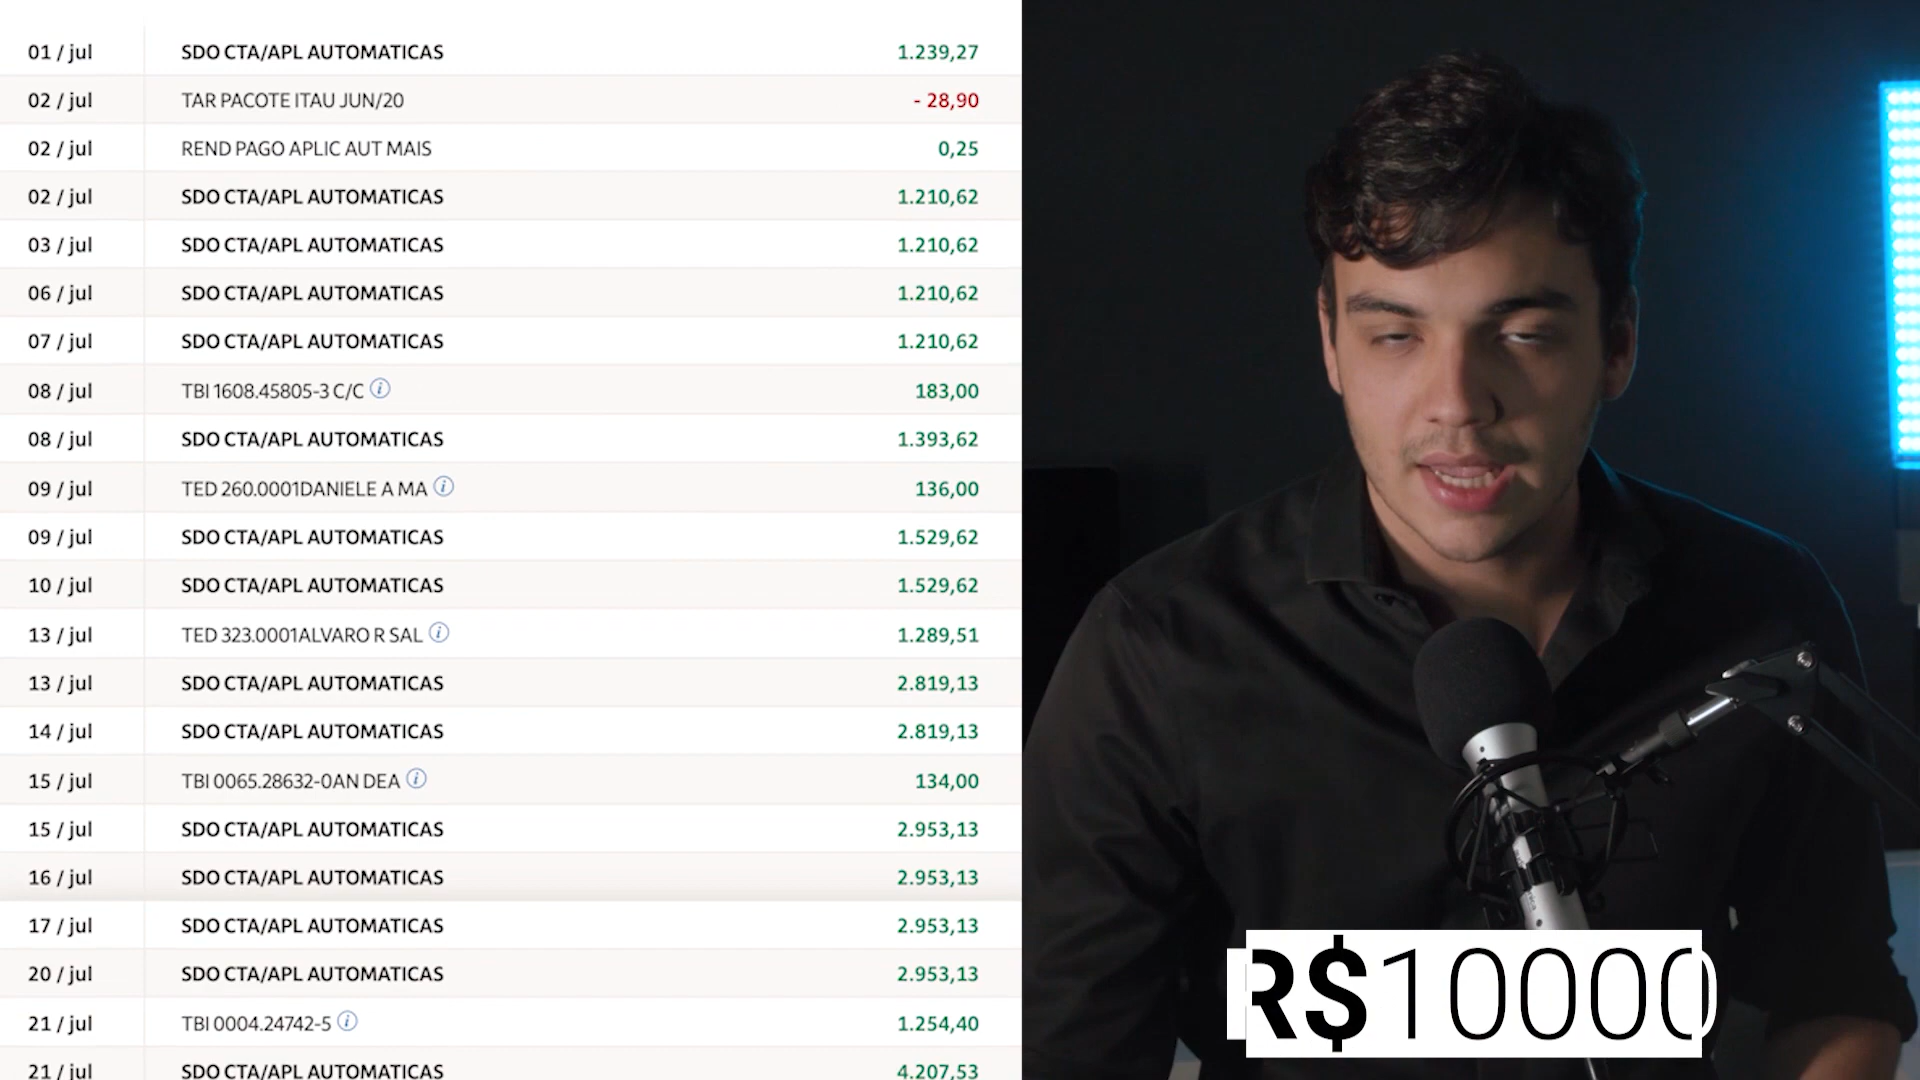 01 / jul SDO CTA/APL AUTOMATICAS 1.239,27
02 / jul TAR PACOTE ITAU JUN/20 - 28,90
02 / jul REND PAGO APLIC AUT MAIS 0,25
02 / jul SDO CTA/APL AUTOMATICAS 1.210,62
03 / jul SDO CTA/APL AUTOMATICAS 1.210,62
06 / jul SDO CTA/APL AUTOMATICAS 1.210,62
07 / jul SDO CTA/APL AUTOMATICAS 1.210,62
08 / jul TBI 1608.45805-3 C/C i 183,00
08 / jul SDO CTA/APL AUTOMATICAS 1.393,62
09 / jul TED 260.0001DANIELE A MA i 136,00
09 / jul SDO CTA/APL AUTOMATICAS 1.529,62
10 / jul SDO CTA/APL AUTOMATICAS 1.529,62
13 / jul TED 323.0001ALVARO R SAL i 1.289,51
13 / jul SDO CTA/APL AUTOMATICAS 2.819,13
14 / jul SDO CTA/APL AUTOMATICAS 2.819,13
15 / jul TBI 0065.28632-0AN DEA i 134,00
15 / jul SDO CTA/APL AUTOMATICAS 2.953,13
16 / jul SDO CTA/APL AUTOMATICAS 2.953,13
17 / jul SDO CTA/APL AUTOMATICAS 2.953,13
20 / jul SDO CTA/APL AUTOMATICAS 2.953,13
21 / jul TBI 0004.24742-5 i 1.254,40
21 / jul SDO CTA/APL AUTOMATICAS 4.207,53
R$10000